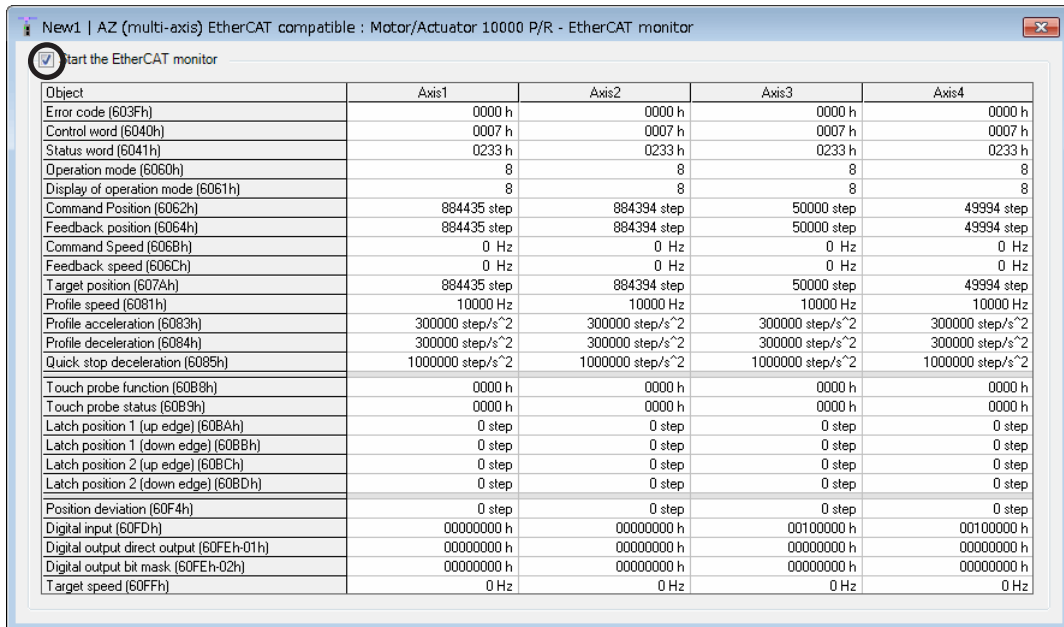 New1 | AZ (multi-axis) EtherCAT compatible : Motor/Actuator 10000 P/R - EtherCAT monitor
Start the EtherCAT monitor
Object Axis1 Axis2 Axis3 Axis4
Error code (603Fh) 0000 h 0000 h 0000 h 0000 h
Control word (6040h) 0007 h 0007 h 0007 h 0007 h
Status word (6041h) 0233 h 0233 h 0233 h 0233 h
Operation mode (6060h) 8 8 8 8
Display of operation mode (6061h) 8 8 8 8
Command Position (6062h) 884435 step 884394 step 50000 step 49994 step
Feedback position (6064h) 884435 step 884394 step 50000 step 49994 step
Command Speed (606Bh) 0 Hz 0 Hz 0 Hz 0 Hz
Feedback speed (606Ch) 0 Hz 0 Hz 0 Hz 0 Hz
Target position (607Ah) 884435 step 884394 step 50000 step 49994 step
Profile speed (6081h) 10000 Hz 10000 Hz 10000 Hz 10000 Hz
Profile acceleration (6083h) 300000 step/s^2 300000 step/s^2 300000 step/s^2 300000 step/s^2
Profile deceleration (6084h) 300000 step/s^2 300000 step/s^2 300000 step/s^2 300000 step/s^2
Quick stop deceleration (6085h) 1000000 step/s^2 1000000 step/s^2 1000000 step/s^2 1000000 step/s^2
Touch probe function (60B8h) 0000 h 0000 h 0000 h 0000 h
Touch probe status (60B9h) 0000 h 0000 h 0000 h 0000 h
Latch position 1 (up edge) (60BAh) 0 step 0 step 0 step 0 step
Latch position 1 (down edge) (60BBh) 0 step 0 step 0 step 0 step
Latch position 2 (up edge) (60BCh) 0 step 0 step 0 step 0 step
Latch position 2 (down edge) (60BDh) 0 step 0 step 0 step 0 step
Position deviation (60F4h) 0 step 0 step 0 step 0 step
Digital input (60FDh) 00000000 h 00000000 h 00100000 h 00100000 h
Digital output direct output (60FEh-01h) 00000000 h 00000000 h 00000000 h 00000000 h
Digital output bit mask (60FEh-02h) 00000000 h 00000000 h 00000000 h 00000000 h
Target speed (60FFh) 0 Hz 0 Hz 0 Hz 0 Hz